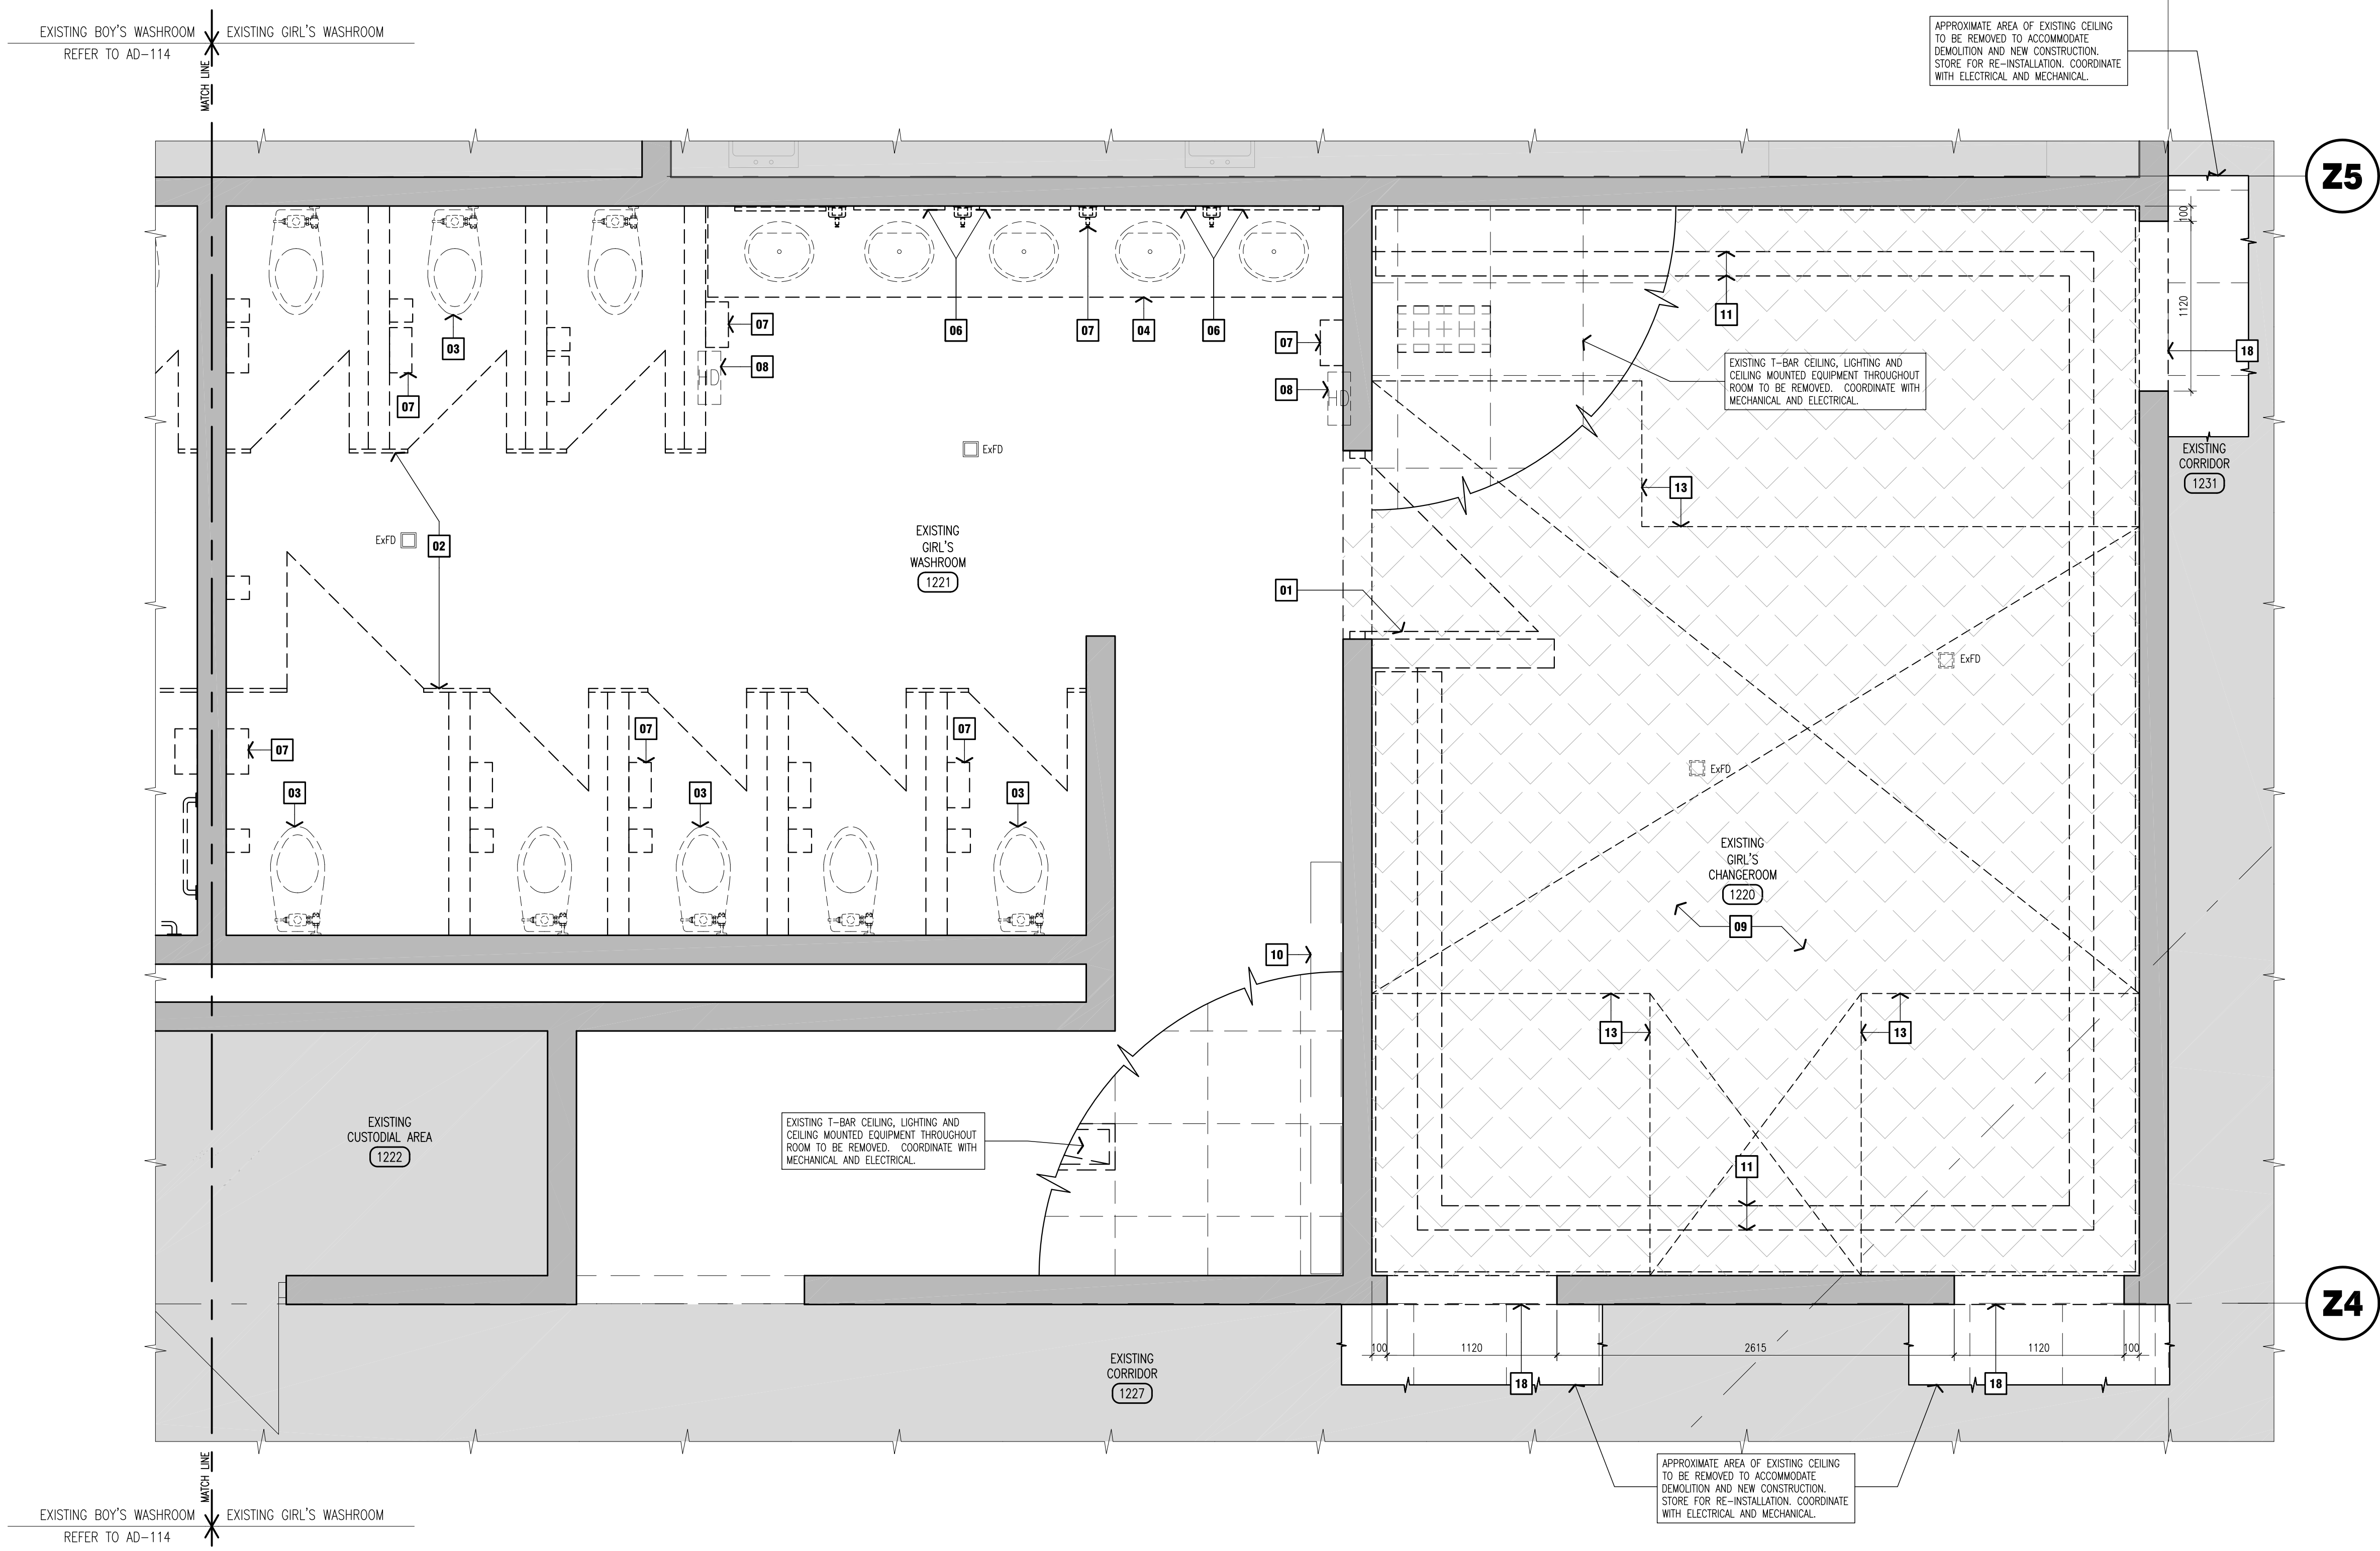 EXISTING BOY'S WASHROOM
EXISTING GIRL'S WASHROOM
REFER TO AD-114
MATCH LINE
APPROXIMATE AREA OF EXISTING CEILING
TO BE REMOVED TO ACCOMMODATE
DEMOLITION AND NEW CONSTRUCTION.
STORE FOR RE-INSTALLATION. COORDINATE
WITH ELECTRICAL AND MECHANICAL.
Z5
100
1120
18
EXISTING
CORRIDOR
1231
03
07
07
08
HD
06
07
04
06
07
08
HD
11
EXISTING T-BAR CEILING, LIGHTING AND
CEILING MOUNTED EQUIPMENT THROUGHOUT
ROOM TO BE REMOVED. COORDINATE WITH
MECHANICAL AND ELECTRICAL.
ExFD
13
ExFD
02
EXISTING
GIRL'S
WASHROOM
1221
01
ExFD
07
07
07
ExFD
03
03
03
EXISTING
GIRL'S
CHANGEROOM
1220
09
10
13
13
EXISTING
CUSTODIAL AREA
1222
EXISTING T-BAR CEILING, LIGHTING AND
CEILING MOUNTED EQUIPMENT THROUGHOUT
ROOM TO BE REMOVED. COORDINATE WITH
MECHANICAL AND ELECTRICAL.
11
Z4
100
1120
2615
1120
100
EXISTING
CORRIDOR
1227
18
18
APPROXIMATE AREA OF EXISTING CEILING
TO BE REMOVED TO ACCOMMODATE
DEMOLITION AND NEW CONSTRUCTION.
STORE FOR RE-INSTALLATION. COORDINATE
WITH ELECTRICAL AND MECHANICAL.
MATCH LINE
EXISTING BOY'S WASHROOM
EXISTING GIRL'S WASHROOM
REFER TO AD-114